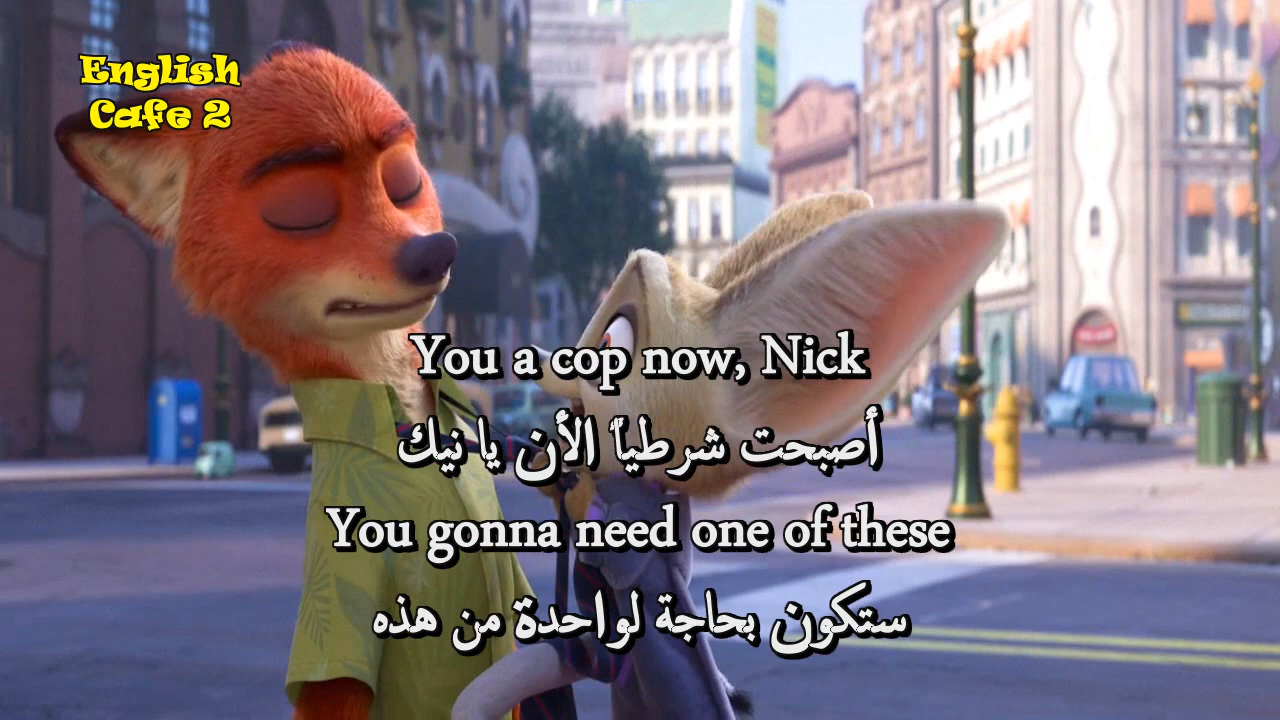 English
Cafe 2
You a cop now, Nick
أصبحت شرطياً الأن يا نيك
You gonna need one of these
ستكون بحاجة لواحدة من هذه